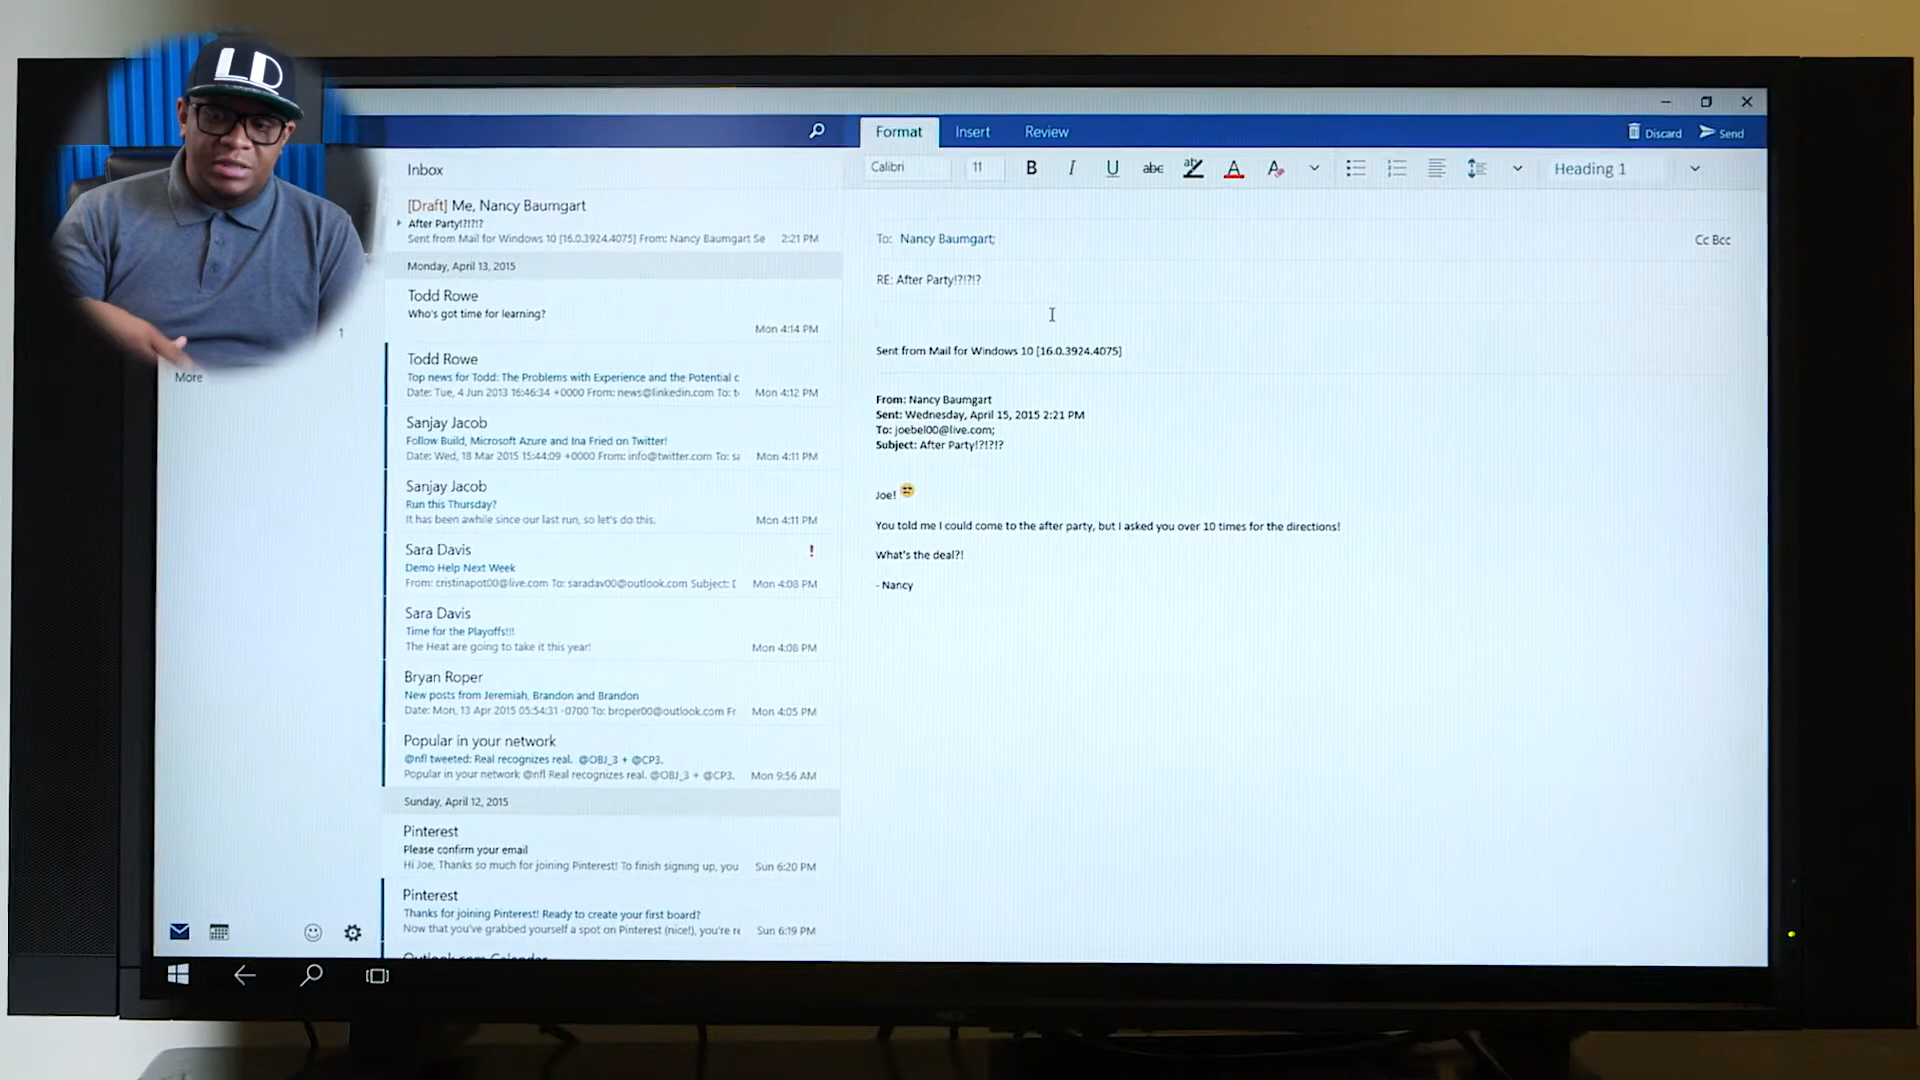 LD
Format
Insert
Review
Discard
Send
Calibri
11
B
I
U
abc
ab
A
A
Heading 1
Inbox
[Draft] Me, Nancy Baumgart
After Party!?!?!?
Sent from Mail for Windows 10 [16.0.3924.4075] From: Nancy Baumgart Se 2:21 PM
Monday, April 13, 2015
Todd Rowe
Who's got time for learning?
Mon 4:14 PM
1
More
Todd Rowe
Top news for Todd: The Problems with Experience and the Potential c
Date: Tue, 4 Jun 2013 16:46:34 +0000 From: news@linkedin.com To: t Mon 4:12 PM
Sanjay Jacob
Follow Build, Microsoft Azure and Ina Fried on Twitter!
Date: Wed, 18 Mar 2015 15:44:09 +0000 From: info@twitter.com To: sa Mon 4:11 PM
Sanjay Jacob
Run this Thursday?
It has been awhile since our last run, so let's do this. Mon 4:11 PM
Sara Davis !
Demo Help Next Week
From: cristinapot00@live.com To: saradav00@outlook.com Subject: [ Mon 4:08 PM
Sara Davis
Time for the Playoffs!!!
The Heat are going to take it this year! Mon 4:08 PM
Bryan Roper
New posts from Jeremiah, Brandon and Brandon
Date: Mon, 13 Apr 2015 05:54:31 -0700 To: broper00@outlook.com Fr Mon 4:05 PM
Popular in your network
@nfl tweeted: Real recognizes real. @OBJ_3 + @CP3.
Popular in your network @nfl Real recognizes real. @OBJ_3 + @CP3. Mon 9:56 AM
Sunday, April 12, 2015
Pinterest
Please confirm your email
Hi Joe, Thanks so much for joining Pinterest! To finish signing up, you Sun 6:20 PM
Pinterest
Thanks for joining Pinterest! Ready to create your first board?
Now that you've grabbed yourself a spot on Pinterest (nice!), you're re Sun 6:19 PM
Outlook.com Calendar
To: Nancy Baumgart;
Cc Bcc
RE: After Party!?!?!?
Sent from Mail for Windows 10 [16.0.3924.4075]
From: Nancy Baumgart
Sent: Wednesday, April 15, 2015 2:21 PM
To: joebel00@live.com;
Subject: After Party!?!?!?
Joe!
You told me I could come to the after party, but I asked you over 10 times for the directions!
What's the deal?!
- Nancy